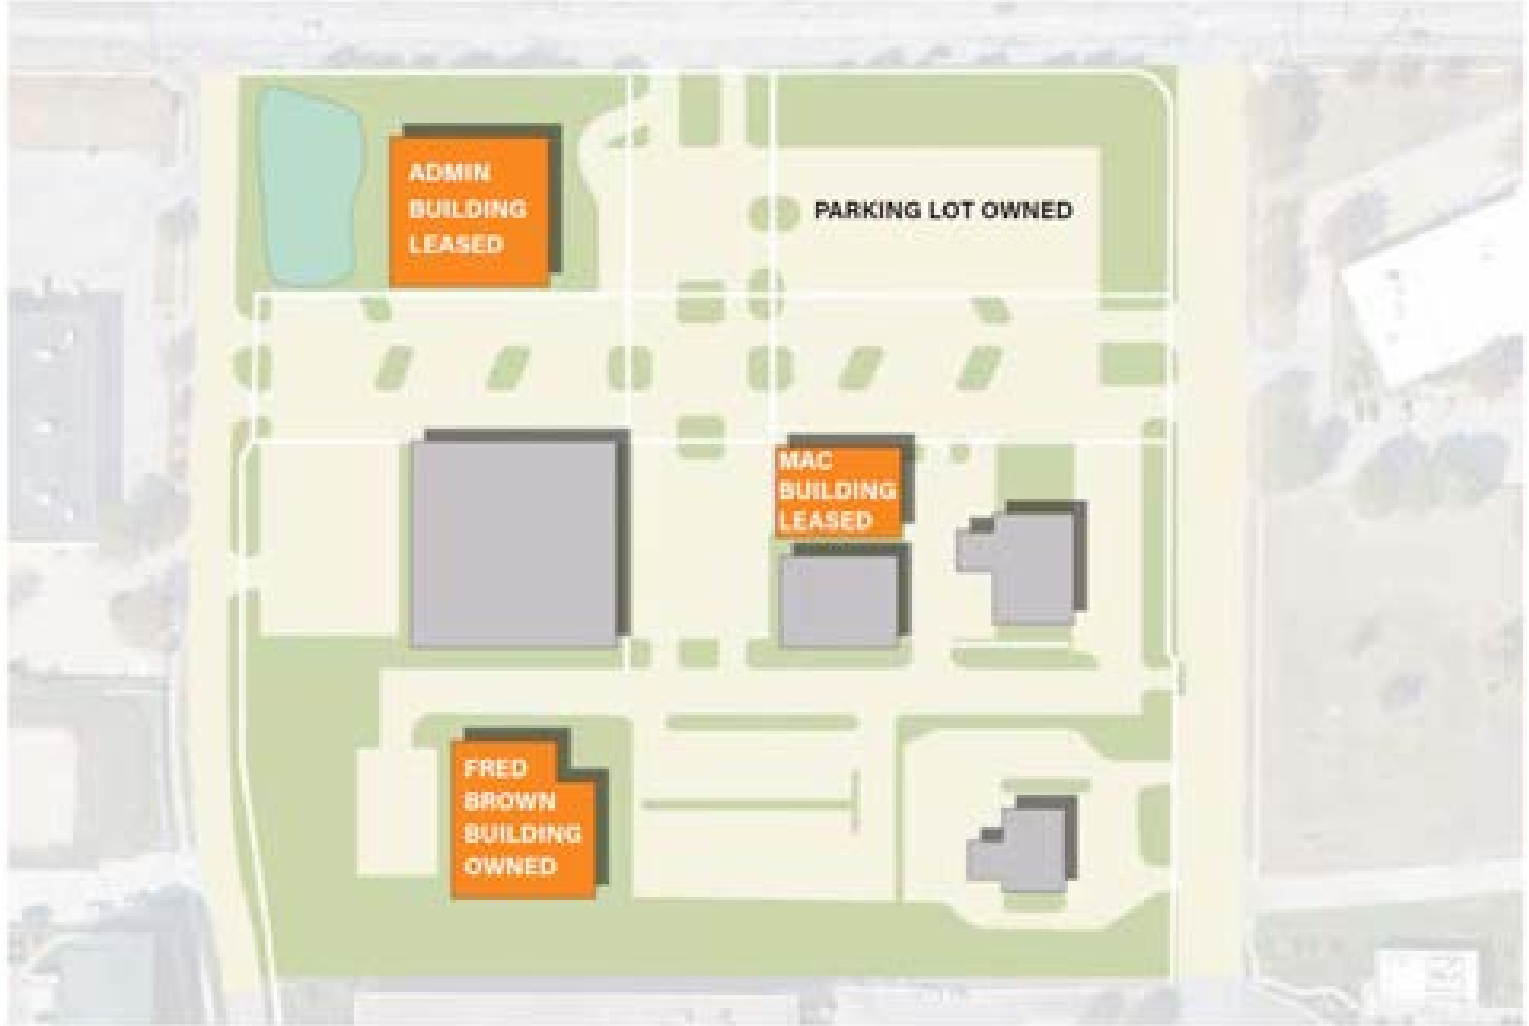 ADMIN
BUILDING
LEASED
PARKING LOT OWNED
MAC
BUILDING
LEASED
FRED
BROWN
BUILDING
OWNED